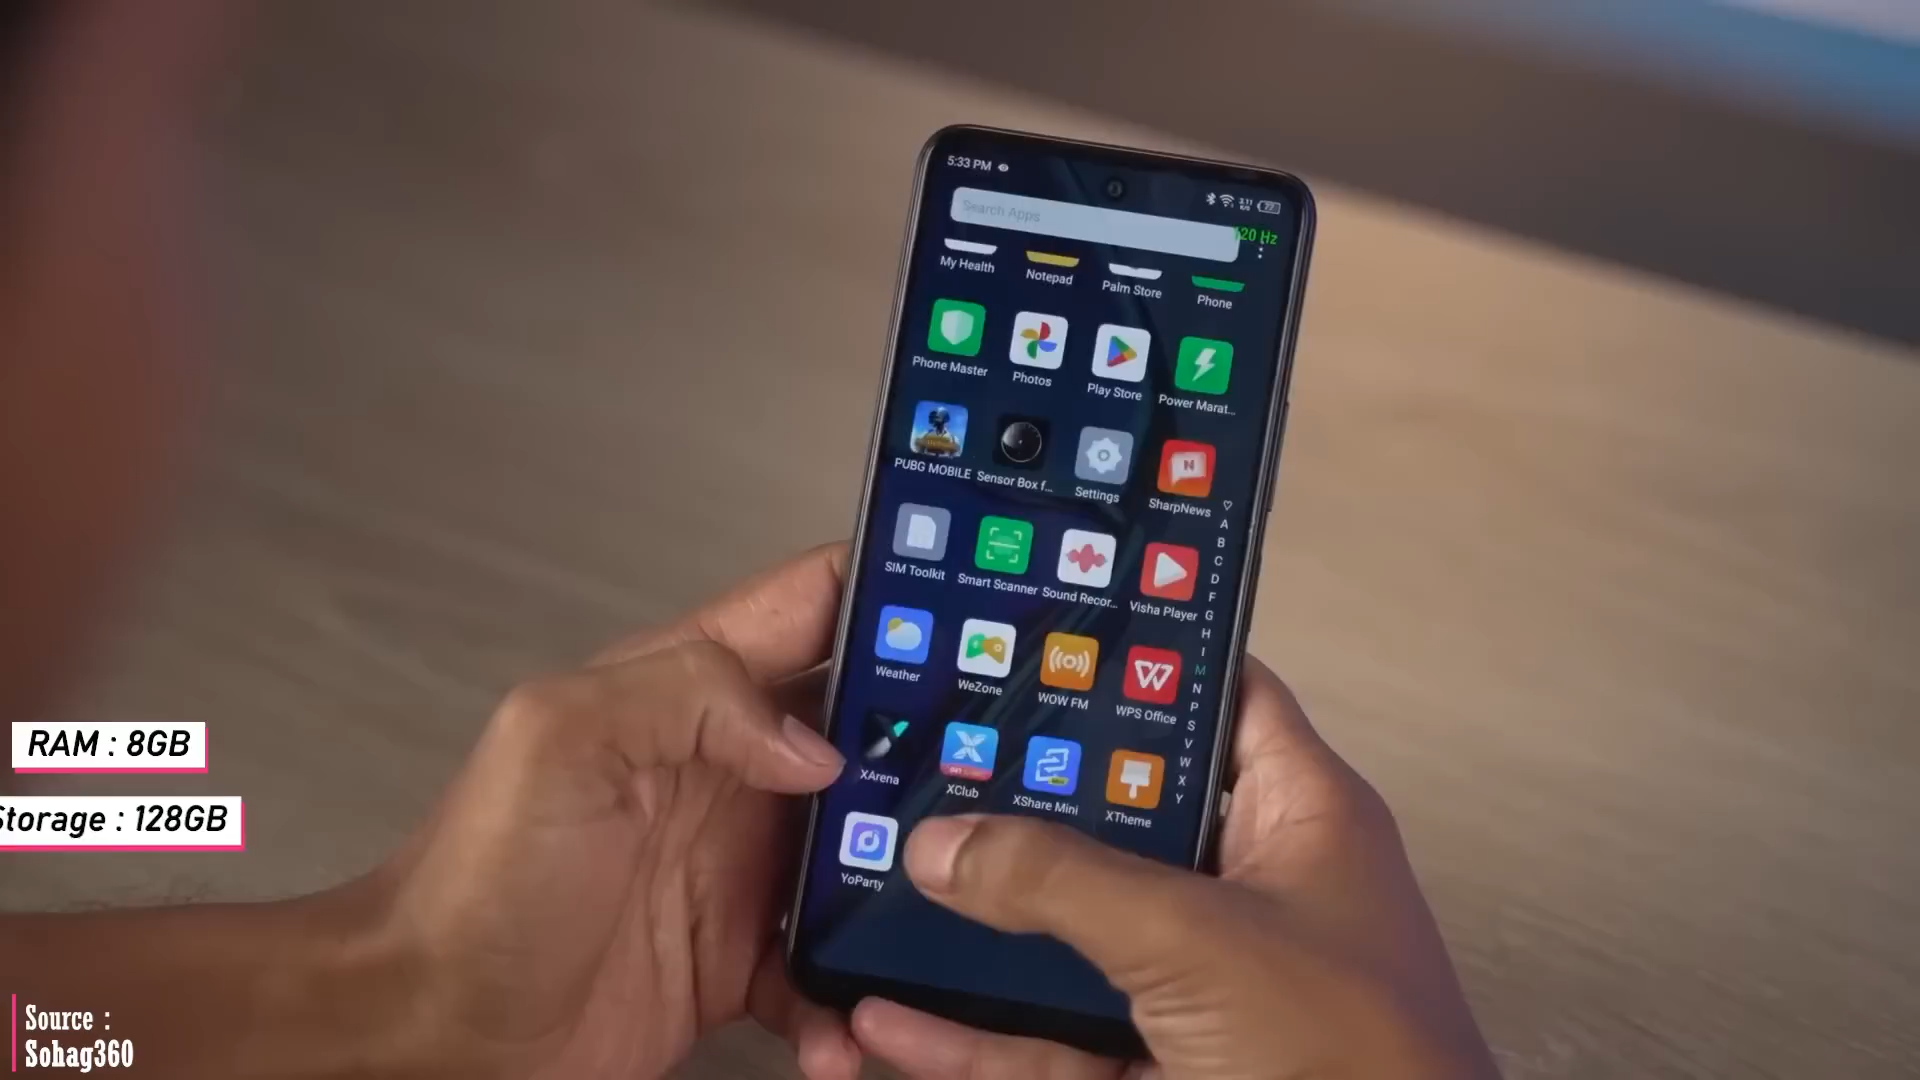 5:33 PM
Search Apps
120 Hz
My Health
Notepad
Palm Store
Phone
Phone Master
Photos
Play Store
Power Marat...
PUBG MOBILE
Sensor Box f...
Settings
SharpNews
SIM Toolkit
Smart Scanner
Sound Recor...
Visha Player
Weather
WeZone
WOW FM
WPS Office
XArena
XClub
XShare Mini
XTheme
YoParty
A
B
C
D
F
G
H
I
M
N
P
S
V
W
X
Y
RAM : 8GB
Storage : 128GB
Source :
Sohag360